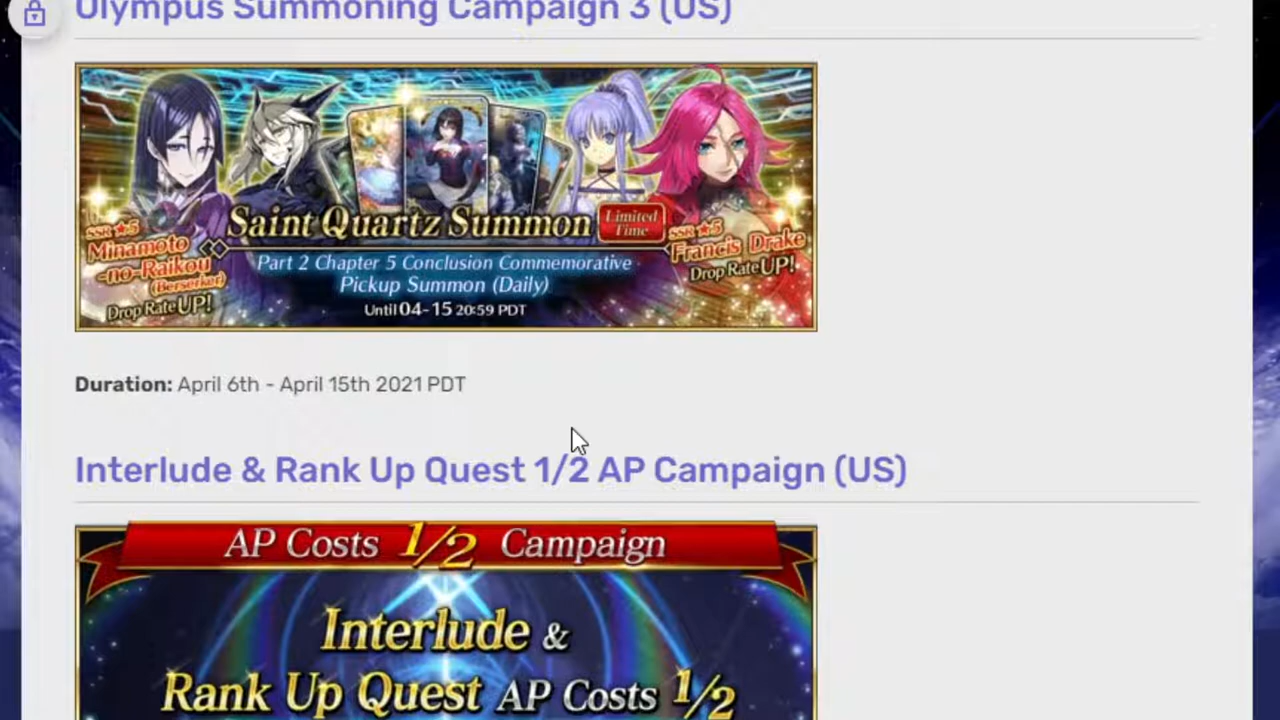 Olympus Summoning Campaign 3 (US)
SSR ★5
Minamoto
-no-Raikou
(Berserker)
Drop Rate UP!
Saint Quartz Summon
Limited
Time
Part 2 Chapter 5 Conclusion Commemorative
Pickup Summon (Daily)
Until 04-15 20:59 PDT
SSR ★5
Francis Drake
Drop Rate UP!
Duration: April 6th - April 15th 2021 PDT
Interlude & Rank Up Quest 1/2 AP Campaign (US)
AP Costs 1/2 Campaign
Interlude &
Rank Up Quest AP Costs 1/2